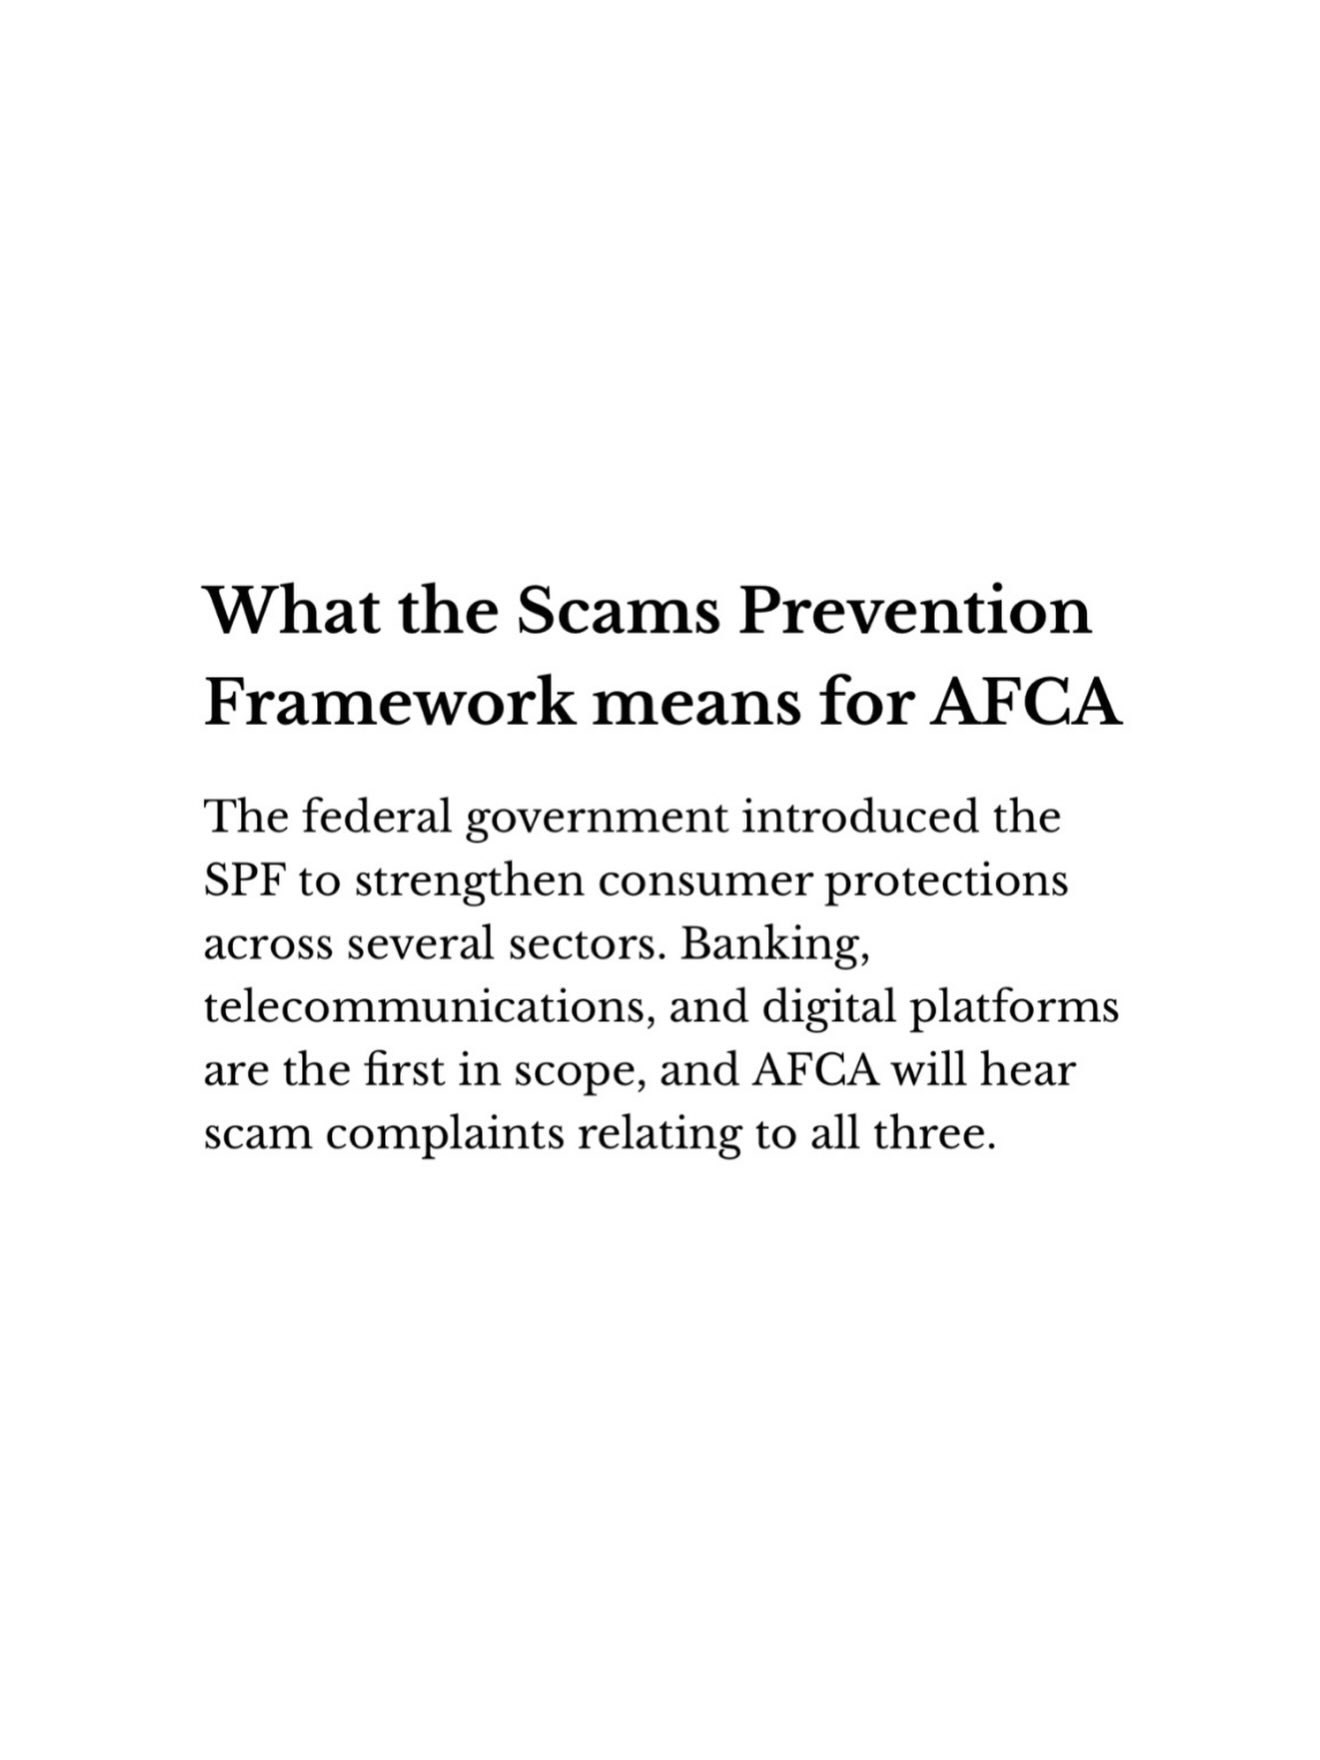 What the Scams Prevention
Framework means for AFCA
The federal government introduced the
SPF to strengthen consumer protections
across several sectors. Banking,
telecommunications, and digital platforms
are the first in scope, and AFCA will hear
scam complaints relating to all three.